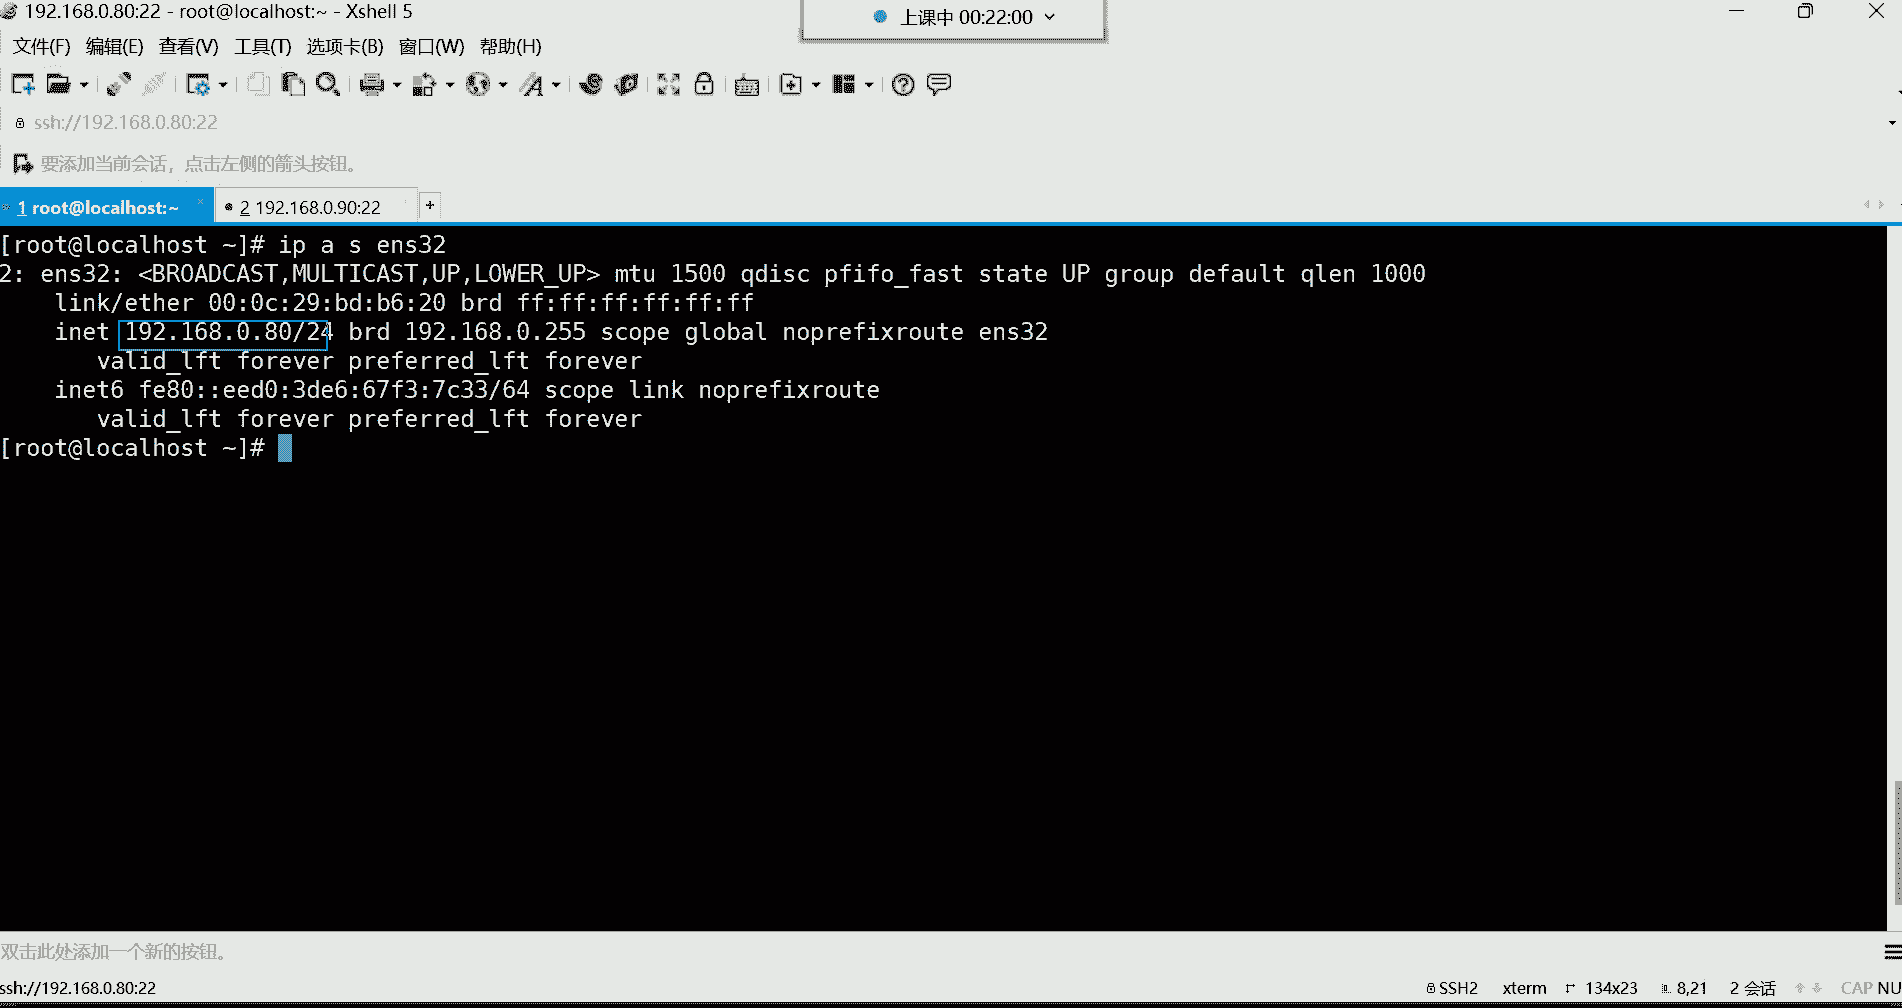 192.168.0.80:22 - root@localhost:~ - Xshell 5
上课中 00:22:00
文件(F) 编辑(E) 查看(V) 工具(T) 选项卡(B) 窗口(W) 帮助(H)
ssh://192.168.0.80:22
要添加当前会话，点击左侧的箭头按钮。
1 root@localhost:~ 2 192.168.0.90:22 +
[root@localhost ~]# ip a s ens32
2: ens32: <BROADCAST,MULTICAST,UP,LOWER_UP> mtu 1500 qdisc pfifo_fast state UP group default qlen 1000
link/ether 00:0c:29:bd:b6:20 brd ff:ff:ff:ff:ff:ff
inet 192.168.0.80/24 brd 192.168.0.255 scope global noprefixroute ens32
valid_lft forever preferred_lft forever
inet6 fe80::eed0:3de6:67f3:7c33/64 scope link noprefixroute
valid_lft forever preferred_lft forever
[root@localhost ~]#
双击此处添加一个新的按钮。
ssh://192.168.0.80:22 SSH2 xterm 134x23 8,21 2 会话 CAP NU